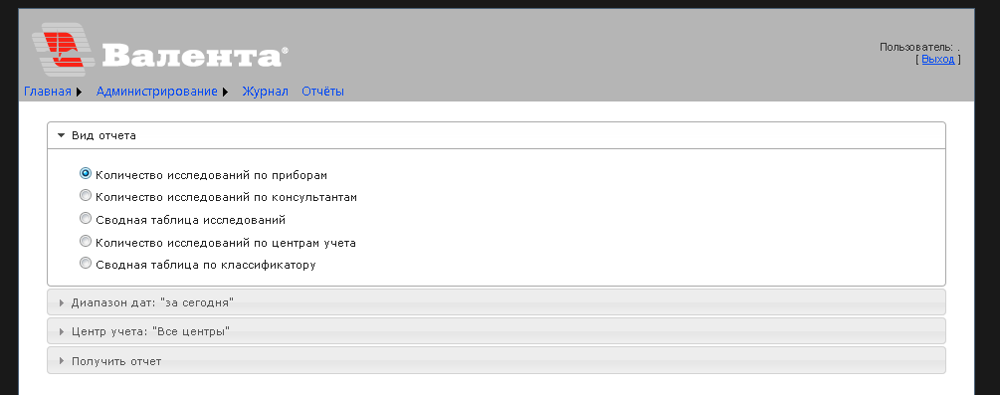 Валента®
Пользователь: .
[ Выход ]
Главная Администрирование Журнал Отчёты
Вид отчета
Количество исследований по приборам
Количество исследований по консультантам
Сводная таблица исследований
Количество исследований по центрам учета
Сводная таблица по классификатору
Диапазон дат: "за сегодня"
Центр учета: "Все центры"
Получить отчет